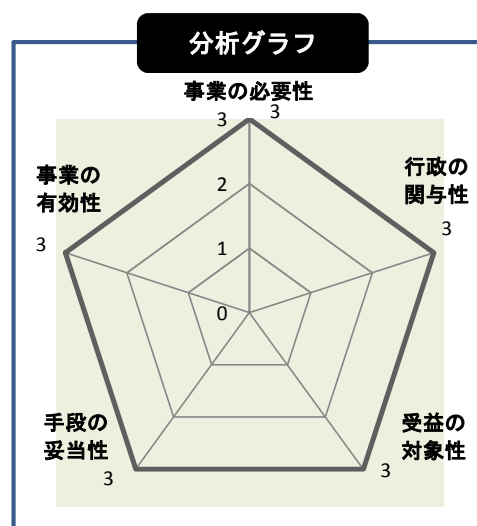 分析グラフ
事業の必要性
3
3
行政の
関与性
3
事業の
有効性
3
2
1
0
手段の
妥当性
3
受益の
対象性
3